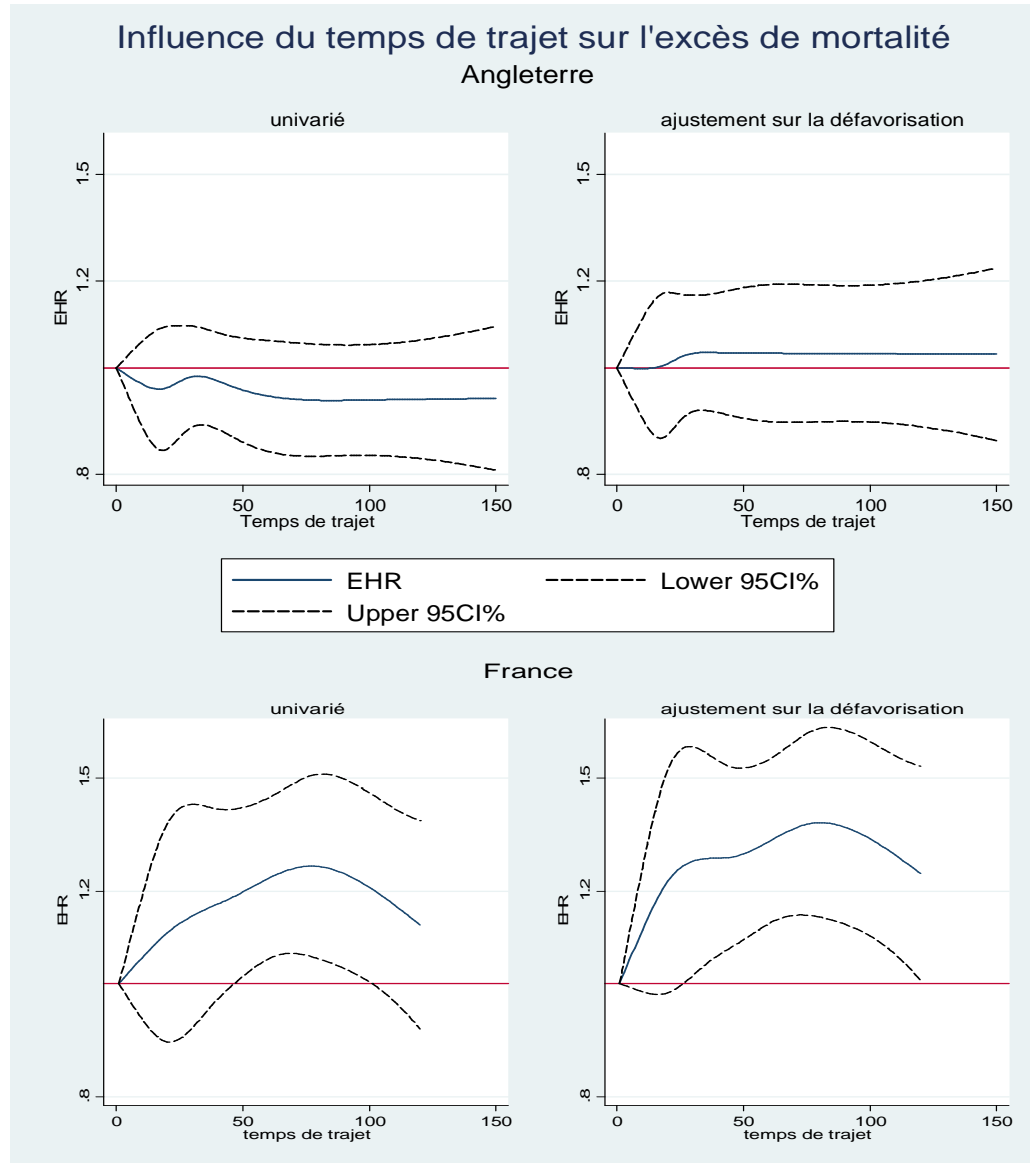 Influence du temps de trajet sur l'excès de mortalité
Angleterre
univarié
ajustement sur la défavorisation
EHR
1.5
1.2
.8
0
50
100
150
Temps de trajet
EHR
1.5
1.2
.8
0
50
100
150
Temps de trajet
EHR
Lower 95CI%
Upper 95CI%
France
univarié
ajustement sur la défavorisation
EHR
1.5
1.2
.8
0
50
100
150
temps de trajet
EHR
1.5
1.2
.8
0
50
100
150
temps de trajet